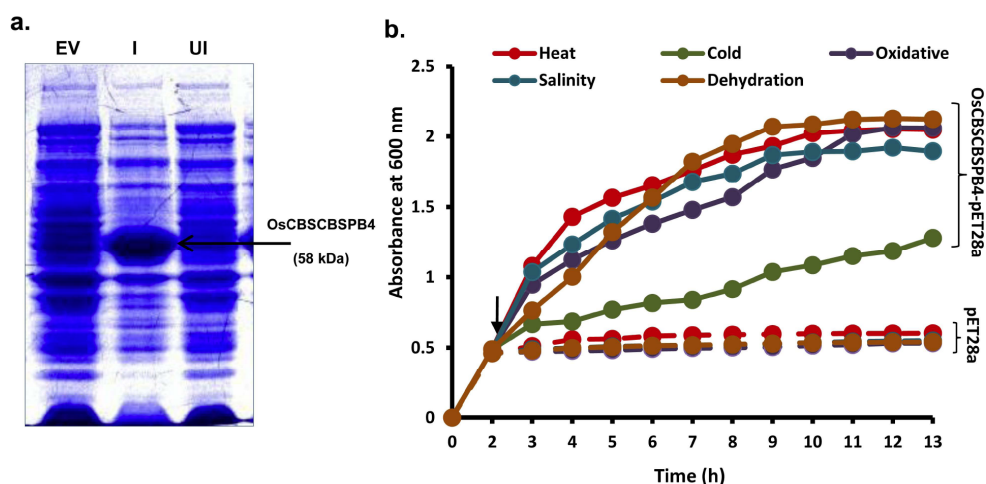 a.
EV I UI
OsCBSCBSPB4
(58 kDa)
b.
Heat Cold Oxidative
Salinity Dehydration
Absorbance at 600 nm
2.5
2
1.5
1
0.5
0
0 2 3 4 5 6 7 8 9 10 11 12 13
Time (h)
OsCBSCBSPB4-pET28a
pET28a